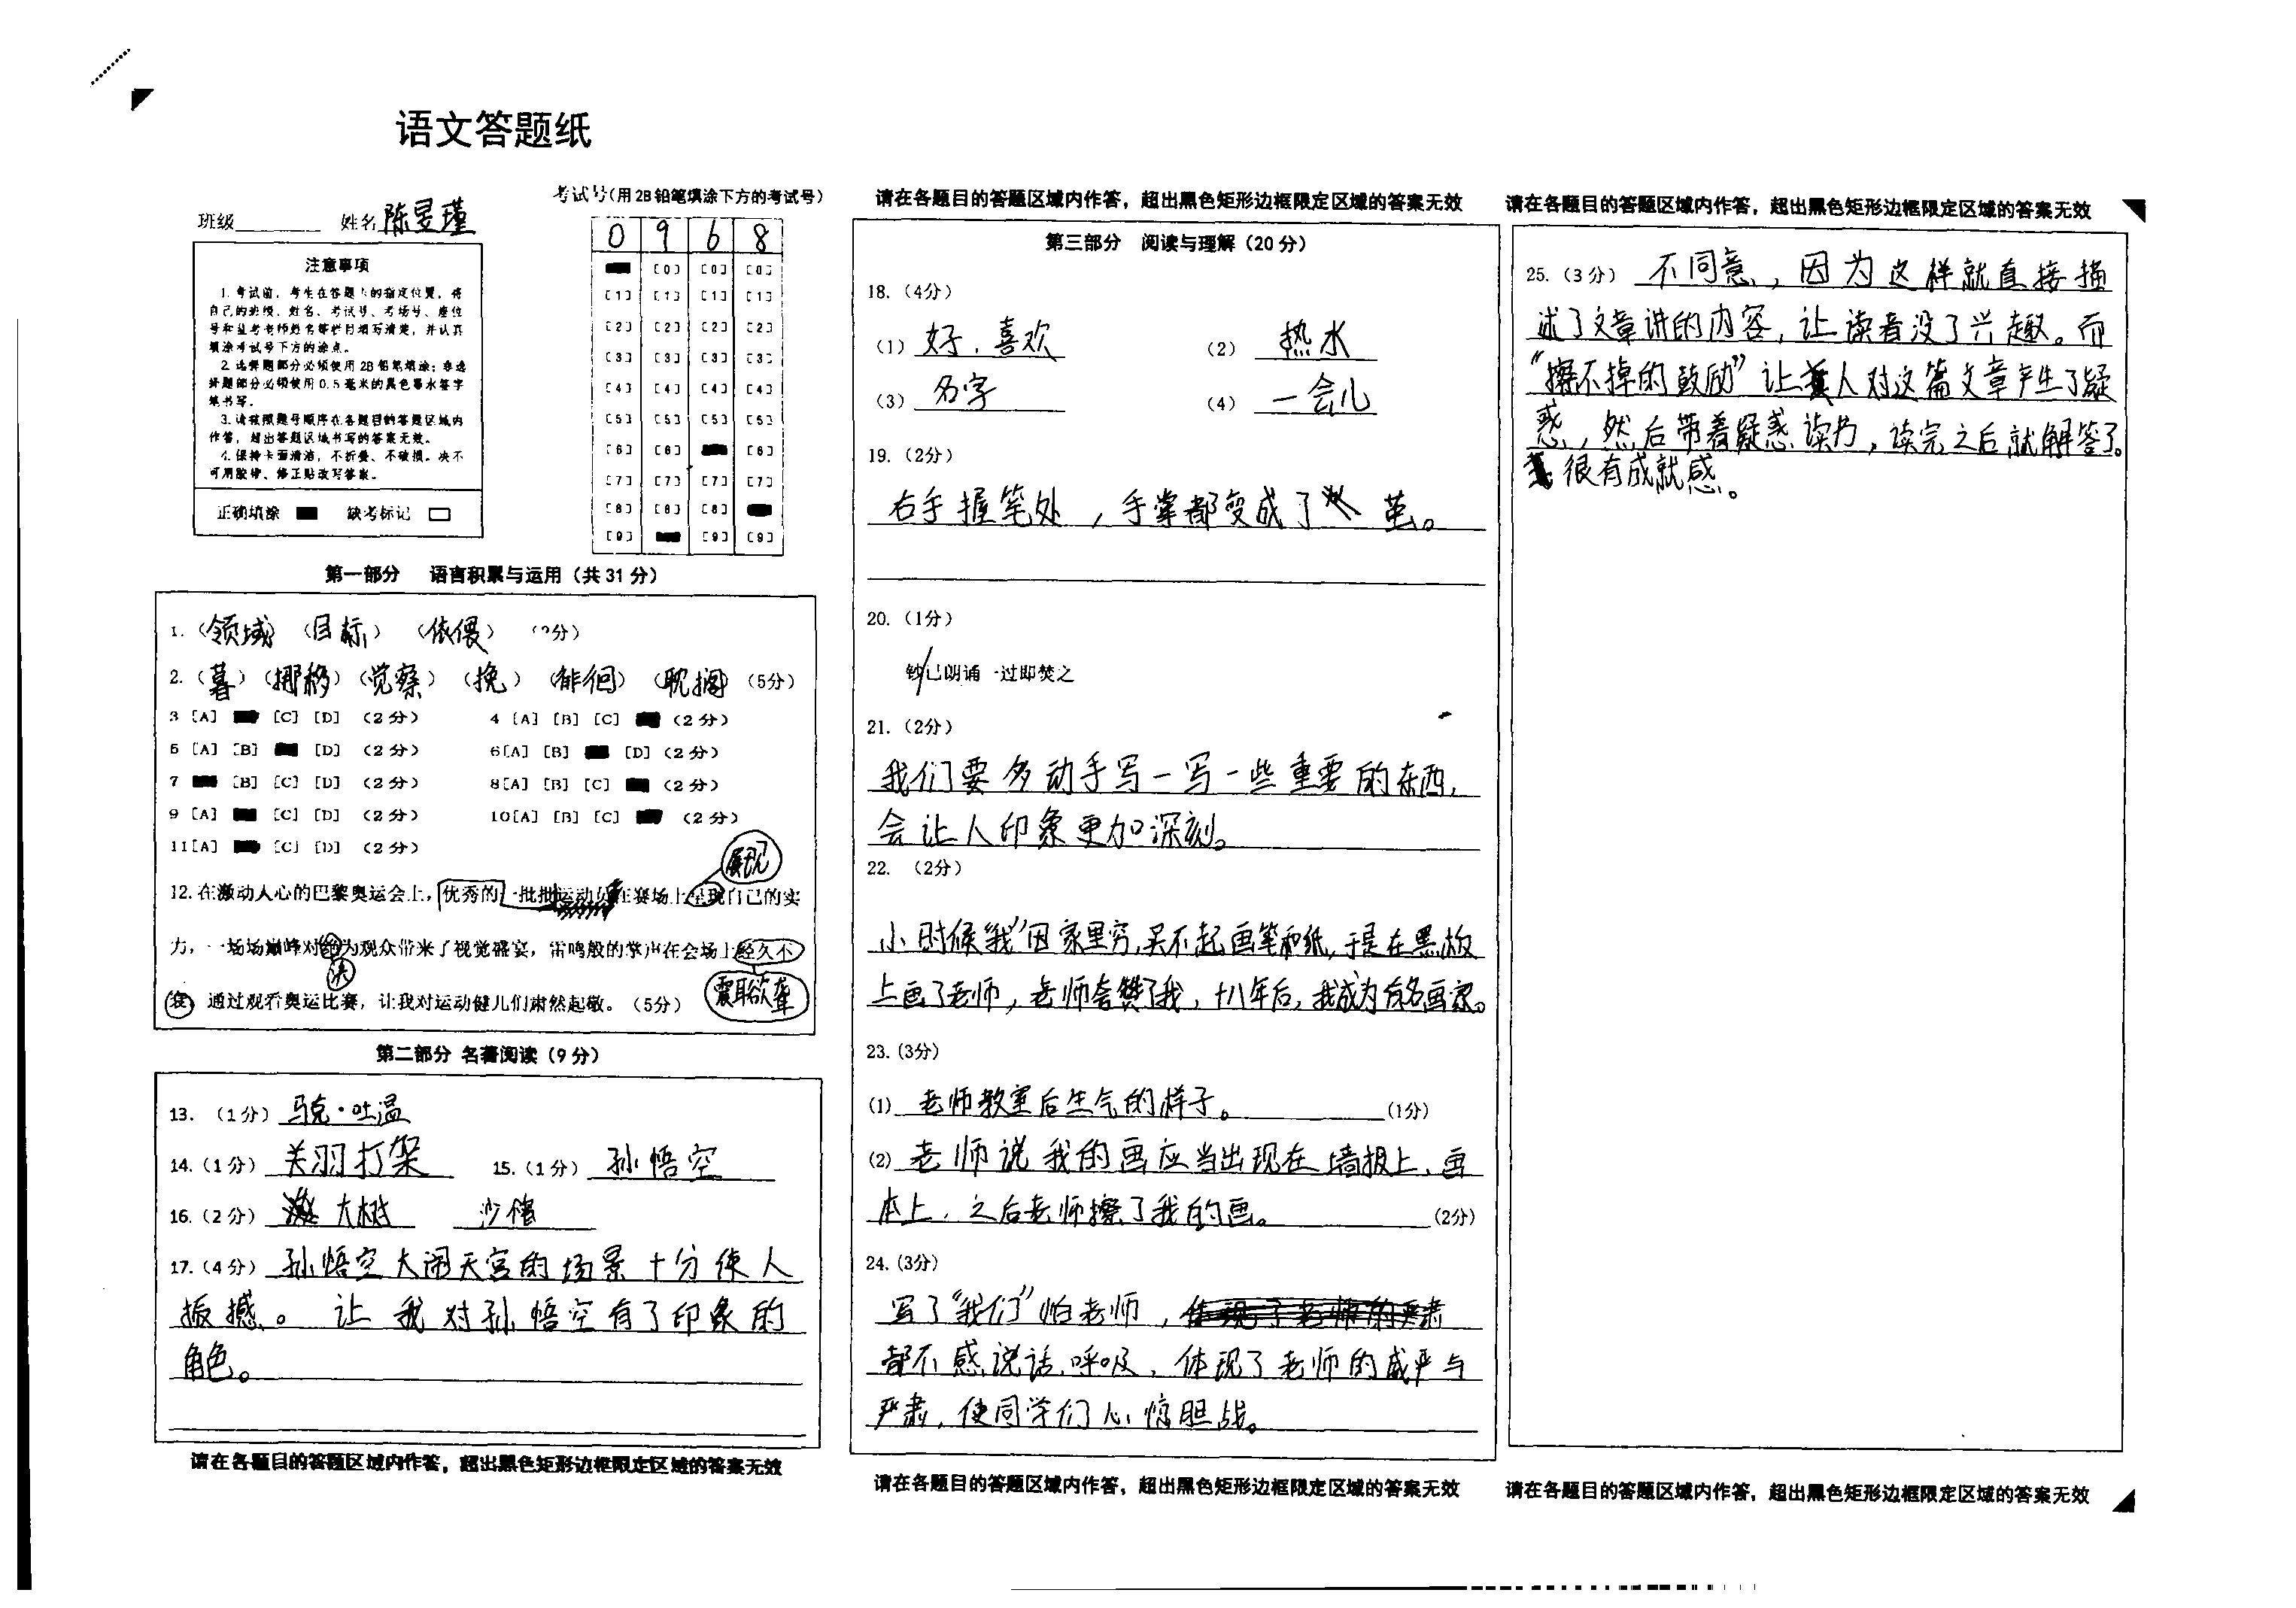 语文答题纸
班级 姓名 陈昱瑾
考试号(用2B铅笔填涂下方的考试号)
0 9 6 8
[0] [0] [0]
[1] [1] [1] [1]
[2] [2] [2] [2]
[3] [3] [3] [3]
[4] [4] [4] [4]
[5] [5] [5] [5]
[6] [6] [6]
[7] [7] [7] [7]
[8] [8] [8]
[9] [9] [9]
注意事项
1.考试前,考生在答题卡的指定位置,将
自己的班级、姓名、考试号、考场号、座位
号和监考老师姓名等栏目填写清楚,并认真
填涂考试号下方的涂点。
2.选择题部分必须使用2B铅笔填涂;非选
择题部分必须使用0.5毫米的黑色墨水签字
笔书写。
3.请按照题号顺序在各题目的答题区域内
作答,超出答题区域书写的答案无效。
4.保持卡面清洁,不折叠、不破损。决不
可用胶带、修正贴改写答案。
正确填涂 缺考标记
第一部分 语言积累与运用(共31分)
1.(领域)(目标)(依偎)(2分)
2.(暮)(挪移)(觉察)(挽)(徘徊)(耽搁)(5分)
3 [A] [C] [D] (2分) 4 [A] [B] [C] (2分)
5 [A] [B] [D] (2分) 6[A] [B] [D] (2分)
7 [B] [C] [D] (2分) 8[A] [B] [C] (2分)
9 [A] [C] [D] (2分) 10[A] [B] [C] (2分)
11[A] [C] [D] (2分)
展现
12.在激动人心的巴黎奥运会上,优秀的一批批运动员在赛场上呈现自己的实
力,一场场巅峰对绝为观众带来了视觉盛宴,雷鸣般的掌声在会场上经久不
决
衰 通过观看奥运比赛,让我对运动健儿们肃然起敬。(5分) 震耳欲聋
第二部分 名著阅读(9分)
13.(1分) 马克·吐温
14.(1分) 关羽打架 15.(1分) 孙悟空
16.(2分) 大树 沙僧
17.(4分) 孙悟空大闹天宫的场景十分使人
振撼。让我对孙悟空有了印象的
角色。
请在各题目的答题区域内作答,超出黑色矩形边框限定区域的答案无效
请在各题目的答题区域内作答,超出黑色矩形边框限定区域的答案无效
第三部分 阅读与理解(20分)
18.(4分)
(1) 好,喜欢 (2) 热水
(3) 名字 (4) 一会儿
19.(2分)
右手握笔处,手掌都变成了 茧。
20.(1分)
钞/已朗诵一过即焚之
21.(2分)
我们要多动手写一写一些重要的东西,
会让人印象更加深刻。
22.(2分)
小时候“我”因家里穷,买不起画笔和纸,于是在黑板
上画了老师,老师夸赞了我,十八年后,我成为有名画家。
23.(3分)
(1) 老师教室后生气的样子。(1分)
(2) 老师说我的画应当出现在墙报上,画
本上,之后老师擦了我的画。(2分)
24.(3分)
写了“我们”怕老师,
都不感说话,呼吸,体现了老师的威严与
严肃,使同学们心惊胆战。
请在各题目的答题区域内作答,超出黑色矩形边框限定区域的答案无效
请在各题目的答题区域内作答,超出黑色矩形边框限定区域的答案无效
25.(3分) 不同意,因为这样就直接描
述了文章讲的内容,让读者没了兴趣。而
“擦不掉的鼓励”让人对这篇文章产生了疑
惑,然后带着疑惑读书,读完之后就解答了。
很有成就感。
请在各题目的答题区域内作答,超出黑色矩形边框限定区域的答案无效